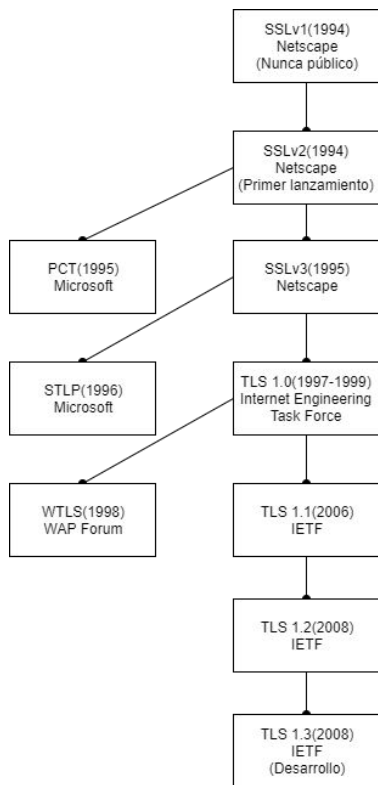 SSLv1(1994)
Netscape
(Nunca público)
SSLv2(1994)
Netscape
(Primer lanzamiento)
PCT(1995)
Microsoft
SSLv3(1995)
Netscape
STLP(1996)
Microsoft
TLS 1.0(1997-1999)
Internet Engineering
Task Force
WTLS(1998)
WAP Forum
TLS 1.1(2006)
IETF
TLS 1.2(2008)
IETF
TLS 1.3(2008)
IETF
(Desarrollo)